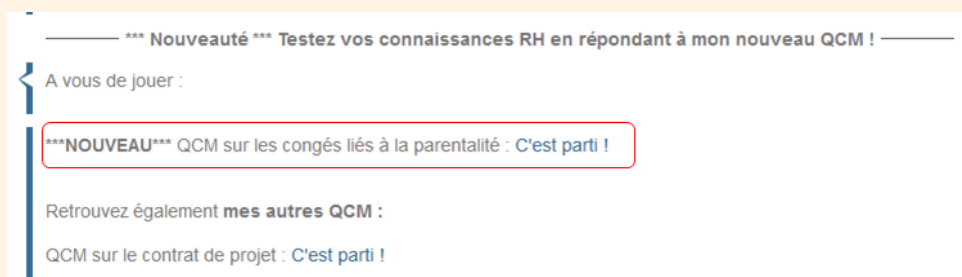 *** Nouveauté *** Testez vos connaissances RH en répondant à mon nouveau QCM !
A vous de jouer :
***NOUVEAU*** QCM sur les congés liés à la parentalité : C'est parti !
Retrouvez également mes autres QCM :
QCM sur le contrat de projet : C'est parti !